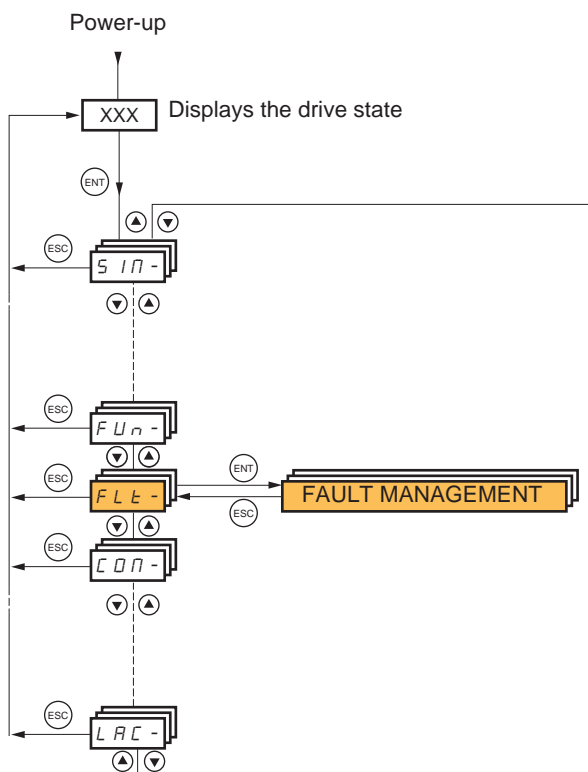 Power-up
XXX Displays the drive state
ENT
ESC
SIM-
ESC
FUn-
ENT
ESC
FLt-
FAULT MANAGEMENT
ESC
ESC
COM-
ESC
LAC-